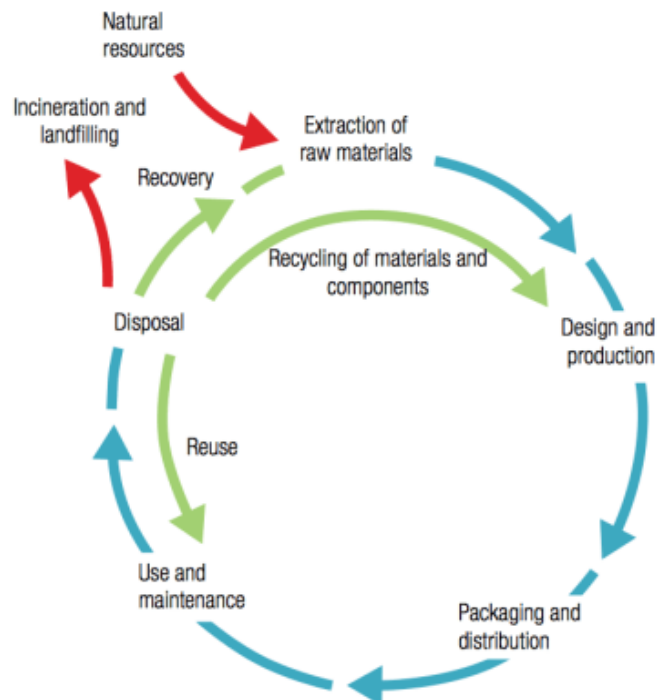 Natural
resources
Incineration and
landfilling
Extraction of
raw materials
Recovery
Recycling of materials and
components
Disposal
Design and
production
Reuse
Use and
maintenance
Packaging and
distribution